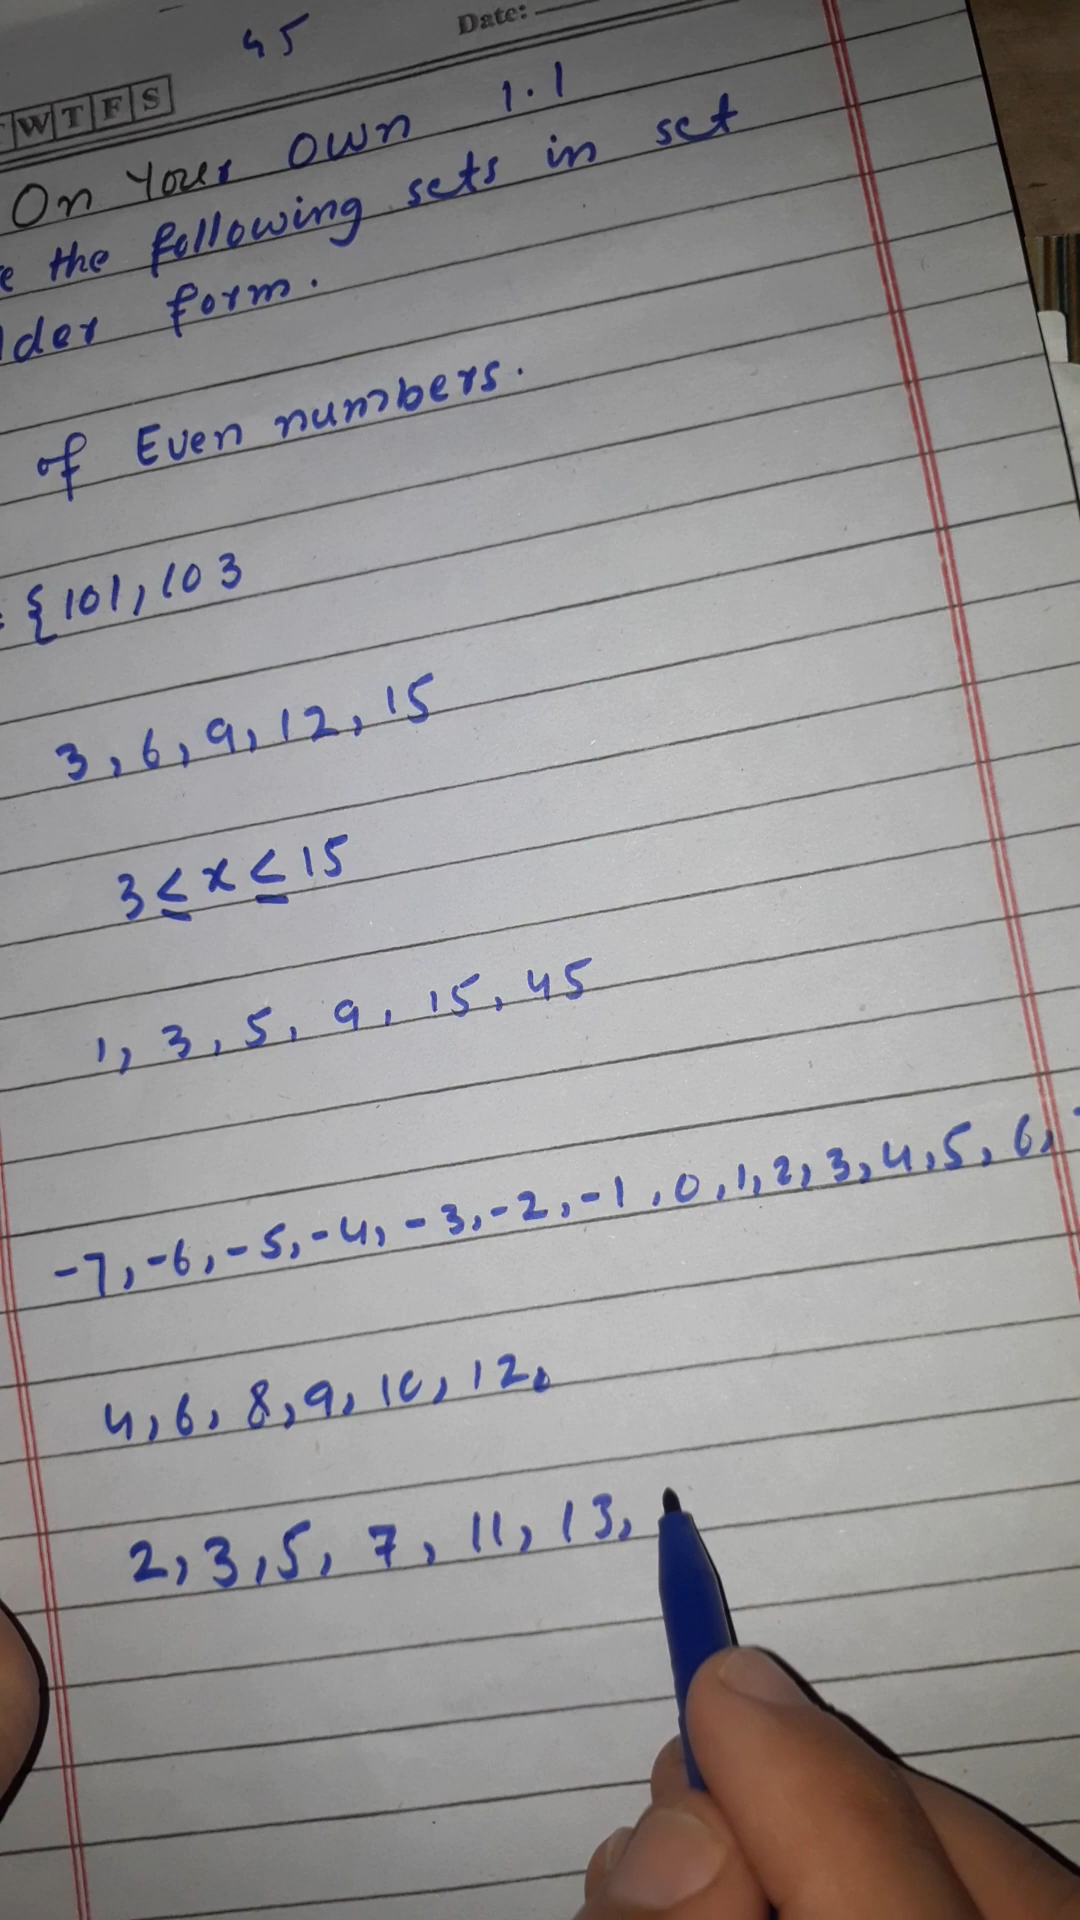 45
Date:
W T F S
On Your Own 1.1
the following sets in set
lder form.
of Even numbers.
= {101, 103
3, 6, 9, 12, 15
3 ≤ x ≤ 15
1, 3, 5, 9, 15, 45
-7, -6, -5, -4, -3, -2, -1, 0, 1, 2, 3, 4, 5, 6,
4, 6, 8, 9, 10, 12,
2, 3, 5, 7, 11, 13,